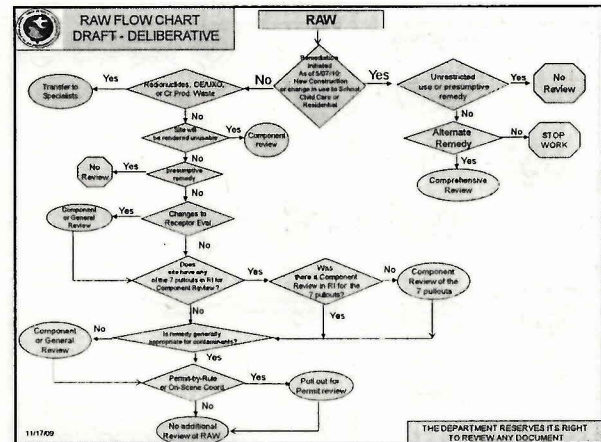 RAW FLOW CHART
DRAFT - DELIBERATIVE
RAW
Remediation
Initiated
As of 5/07/10:
New Construction
or change in use to School,
Child Care or
Residential
No
Yes
Radionuclides, DE/UXO,
or Cr Prod. Waste
Yes
Transfer to
Specialists
No
Unrestricted
use or presumptive
remedy
Yes
No
Review
No
Alternate
Remedy
No
STOP
WORK
Yes
Comprehensive
Review
Site will
be rendered unusable
Yes
Component
review
No
presumptive
remedy
Yes
No
Review
No
Changes to
Receptor Eval
Yes
Component
or General
Review
No
Does
site have any
of the 7 pullouts in RI for
Component Review?
Yes
Was
there a Component
Review in RI for the
7 pullouts?
No
Component
Review of the
7 pullouts
No
Yes
Is remedy generally
appropriate for contaminants?
No
Component
or General
Review
Yes
Permit-by-Rule
or On-Scene Coord.
Yes
Pull out for
Permit review
No
No additional
Review at RAW
11/17/09
THE DEPARTMENT RESERVES ITS RIGHT
TO REVIEW ANY DOCUMENT